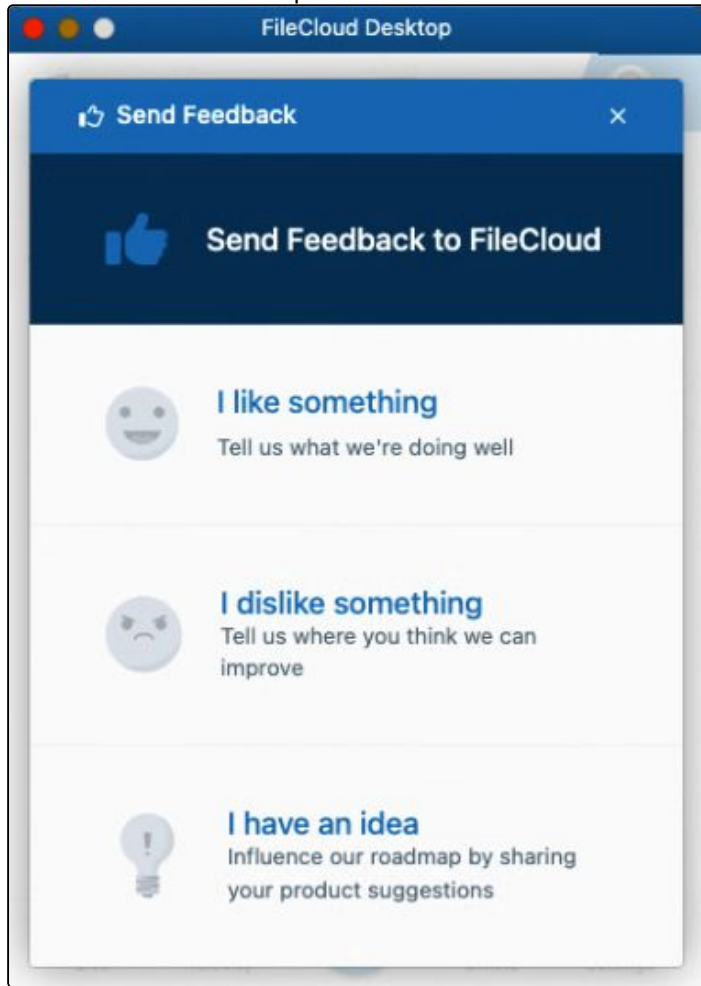 FileCloud Desktop
Send Feedback
Send Feedback to FileCloud
I like something
Tell us what we're doing well
I dislike something
Tell us where you think we can
improve
I have an idea
Influence our roadmap by sharing
your product suggestions